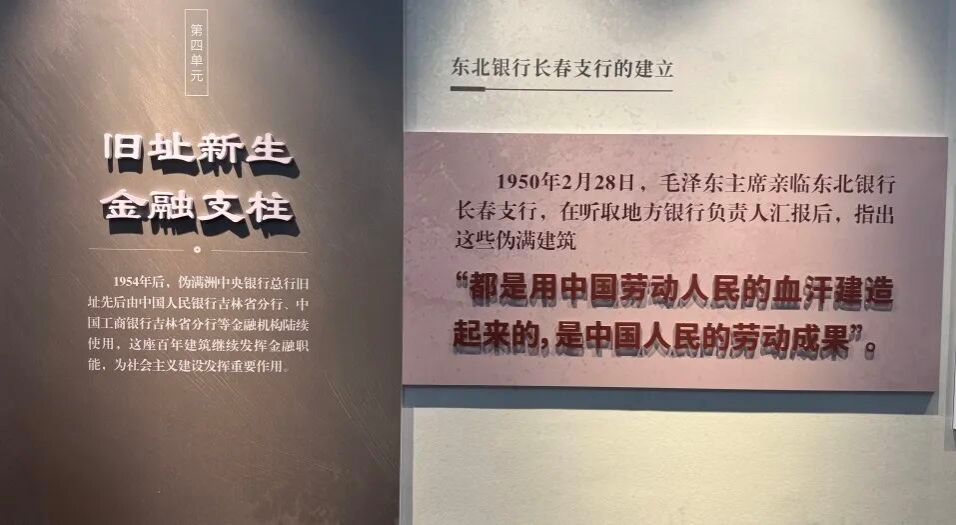 第四单元
旧址新生
金融支柱
1954年后，伪满洲中央银行总行旧
址先后由中国人民银行吉林省分行、中
国工商银行吉林省分行等金融机构陆续
使用，这座百年建筑继续发挥金融职
能，为社会主义建设发挥重要作用。
东北银行长春支行的建立
1950年2月28日，毛泽东主席亲临东北银行
长春支行，在听取地方银行负责人汇报后，指出
这些伪满建筑
“都是用中国劳动人民的血汗建造
起来的，是中国人民的劳动成果”。